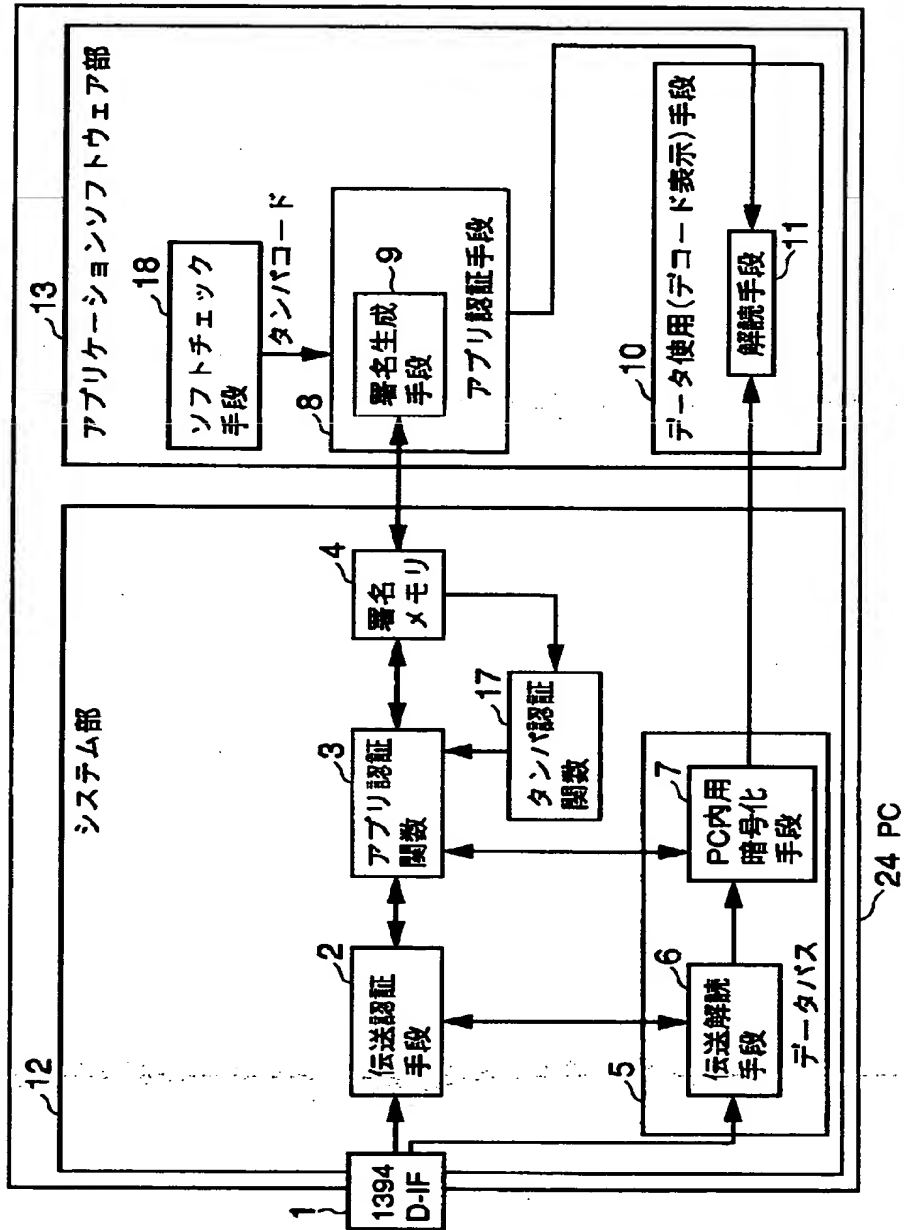 24 PC
12
システム部
1
1394
D-IF
2
伝送認証
手段
3
アプリ認証
関数
4
署名
メモリ
17
タンパ認証
関数
5
6
伝送解読
手段
7
PC内用
暗号化
手段
データパス
13
アプリケーションソフトウェア部
18
ソフトチェック
手段
タンパコード
8
9
署名生成
手段
アプリ認証手段
10
データ使用(デコード表示)手段
解読手段
11